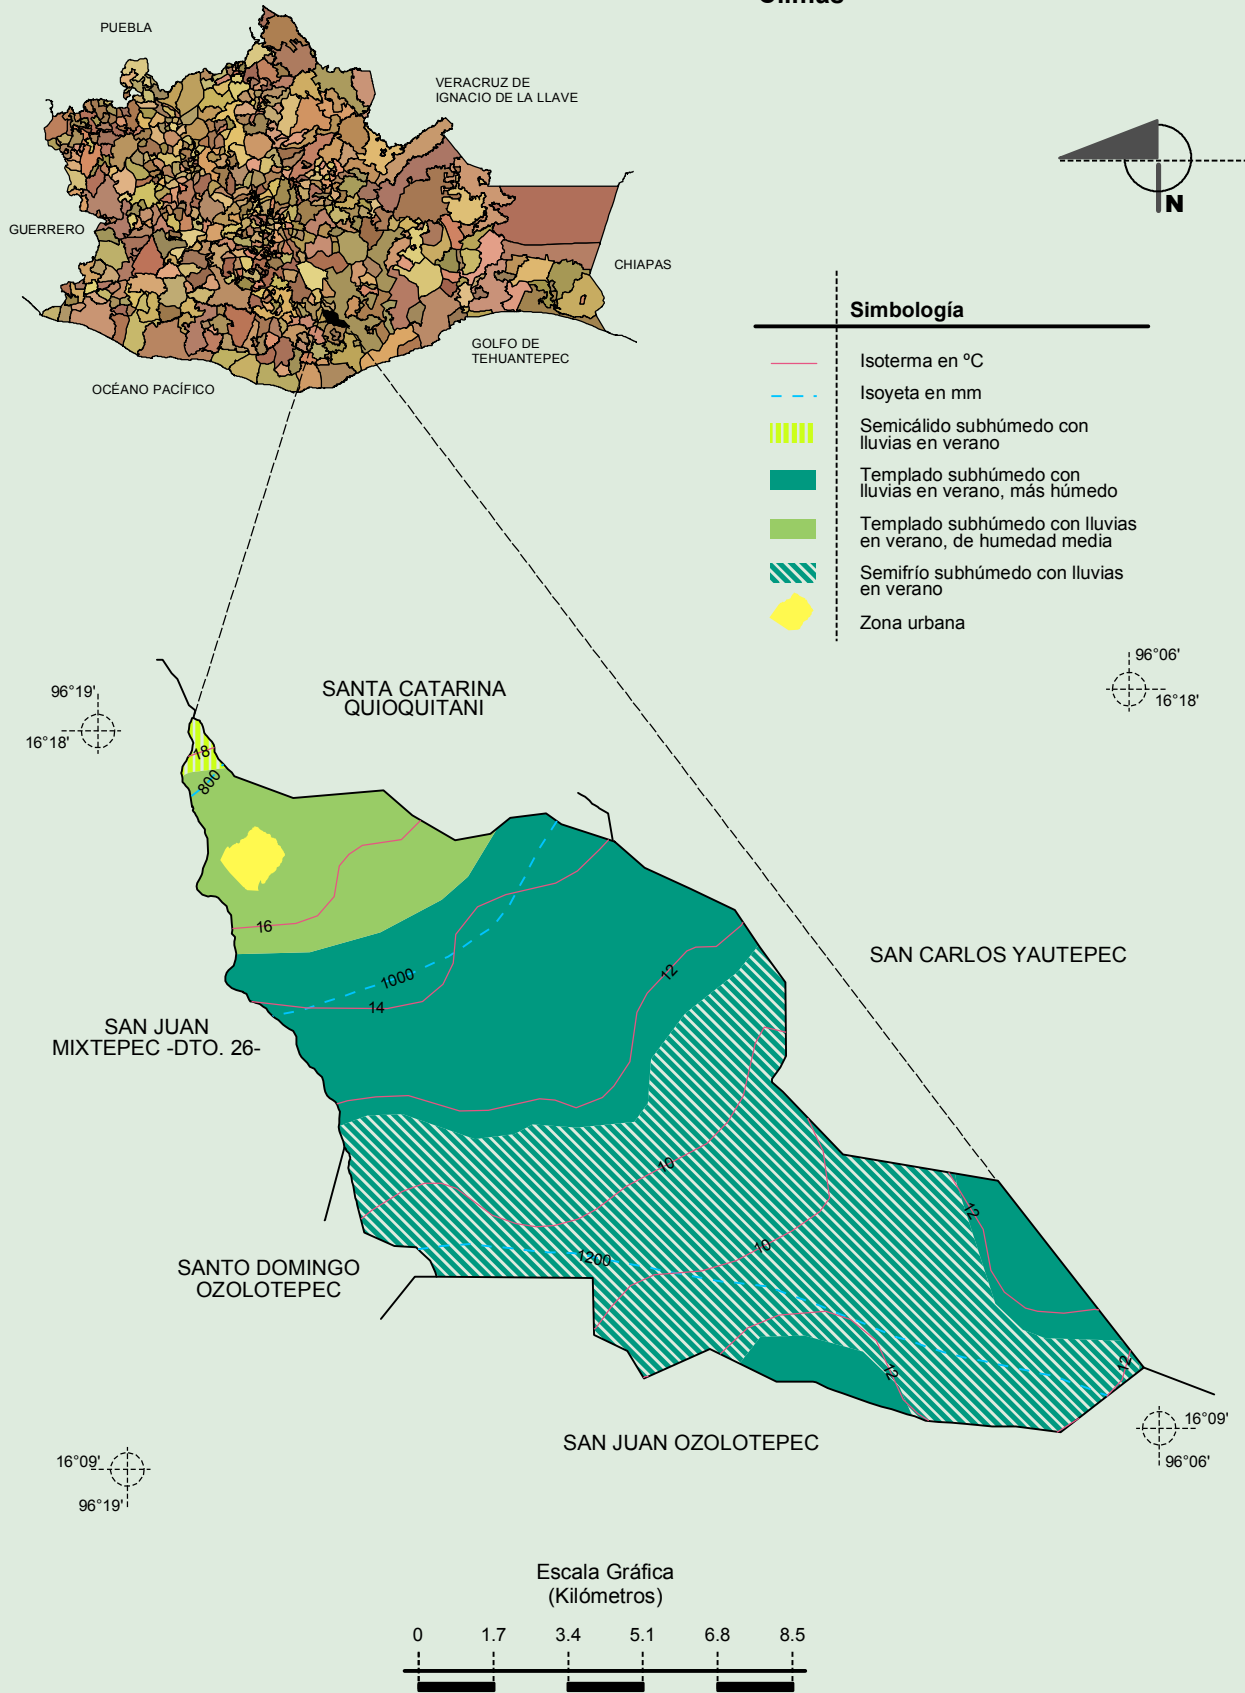 Climas
PUEBLA
VERACRUZ DE
IGNACIO DE LA LLAVE
GUERRERO
CHIAPAS
GOLFO DE
TEHUANTEPEC
OCÉANO PACÍFICO
N
Simbología
Isoterma en ºC
Isoyeta en mm
Semicálido subhúmedo con
lluvias en verano
Templado subhúmedo con
lluvias en verano, más húmedo
Templado subhúmedo con lluvias
en verano, de humedad media
Semifrío subhúmedo con lluvias
en verano
Zona urbana
96°19'
16°18'
96°06'
16°18'
SANTA CATARINA
QUIOQUITANI
18
800
16
1000
14
12
SAN CARLOS YAUTEPEC
SAN JUAN
MIXTEPEC -DTO. 26-
10
12
10
1200
SANTO DOMINGO
OZOLOTEPEC
12
12
SAN JUAN OZOLOTEPEC
16°09'
96°06'
16°09'
96°19'
Escala Gráfica
(Kilómetros)
0 1.7 3.4 5.1 6.8 8.5